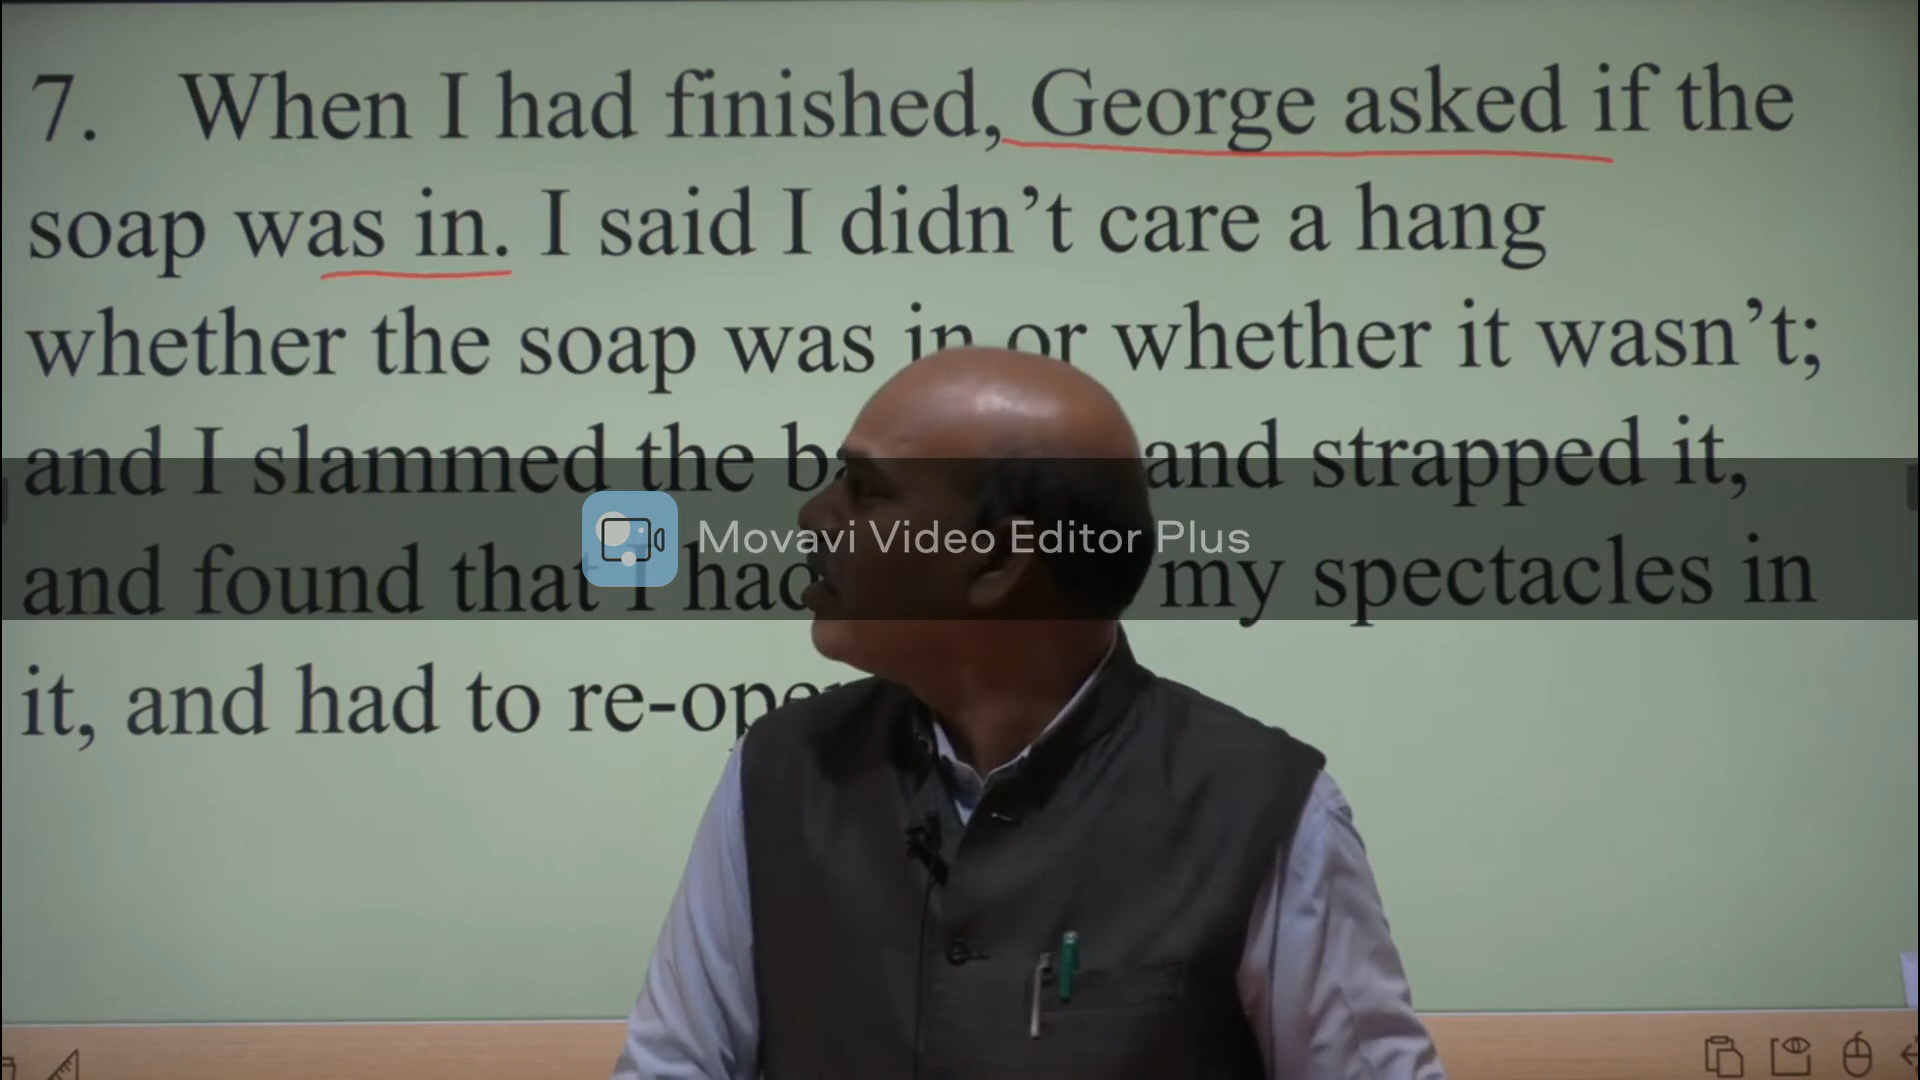 7. When I had finished, George asked if the
soap was in. I said I didn’t care a hang
whether the soap was in or whether it wasn’t;
and I slammed the and strapped it,
and found that I had my spectacles in
it, and had to
Movavi Video Editor Plus